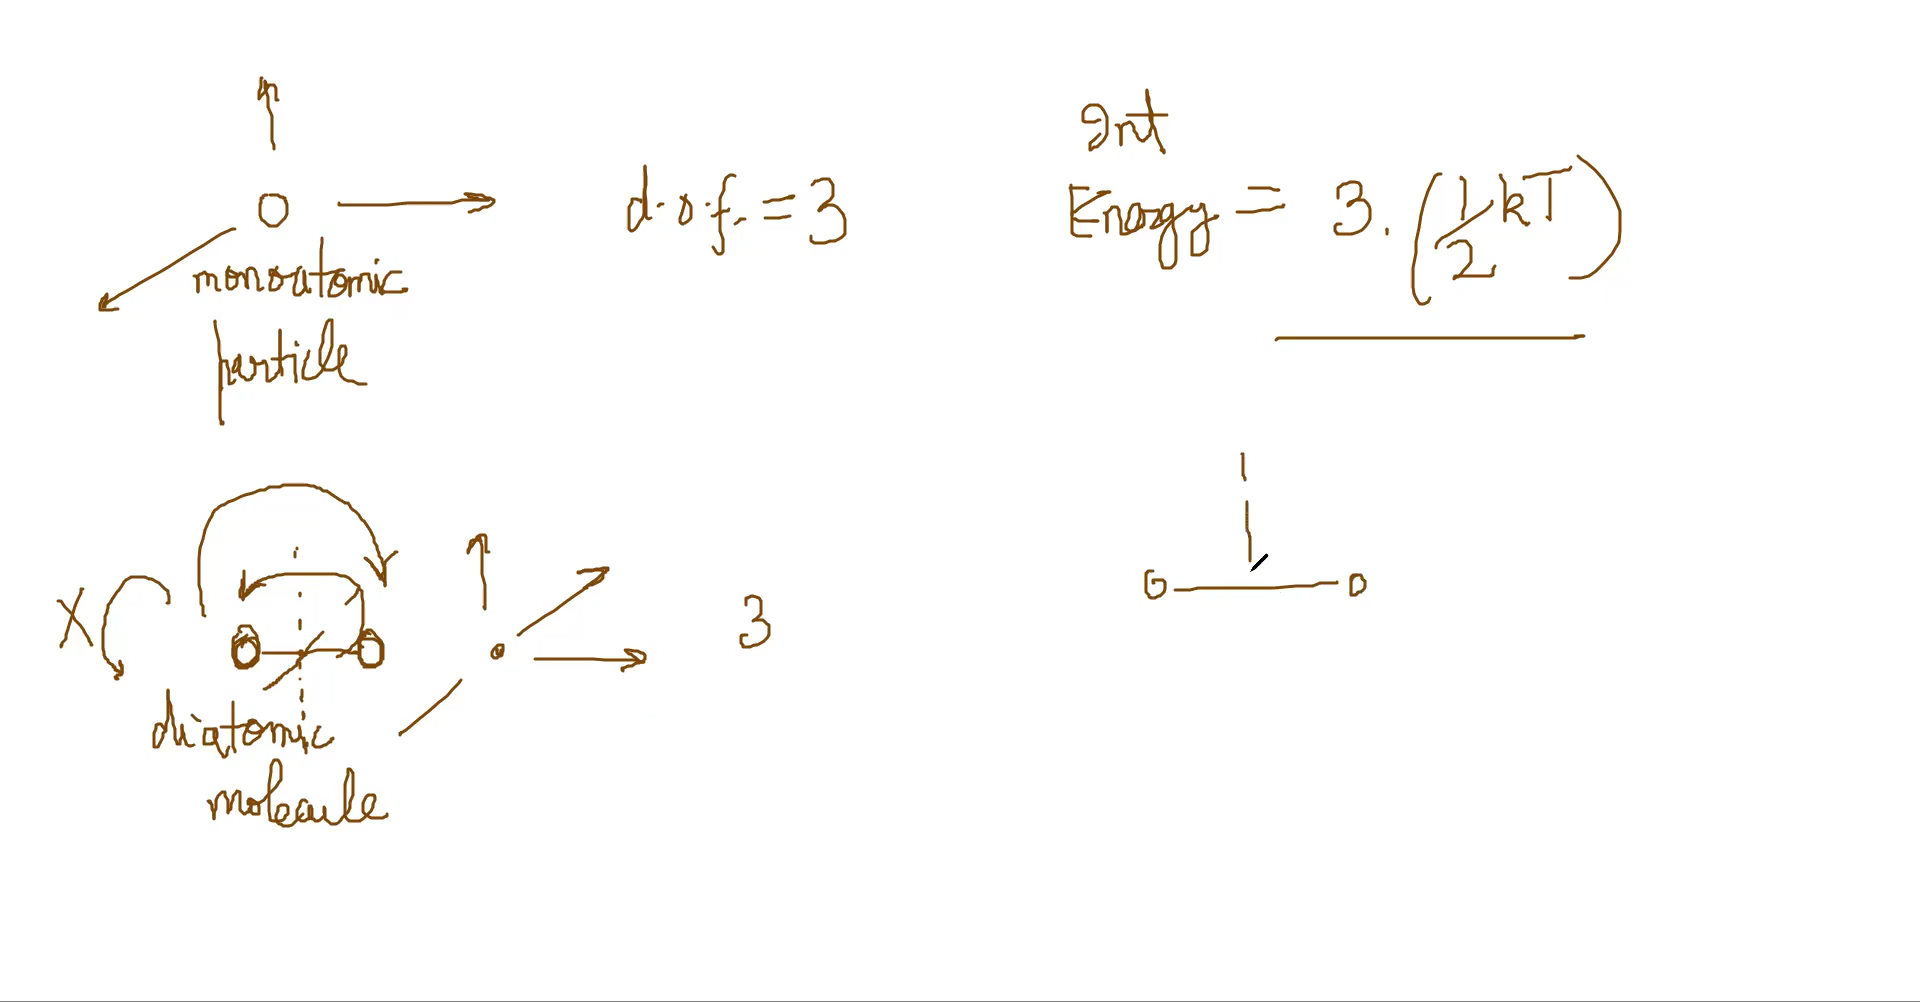 d.o.f. = 3
monoatomic
particle
Int
Energy = 3. (1/2 kT)
X
3
diatomic
molecule